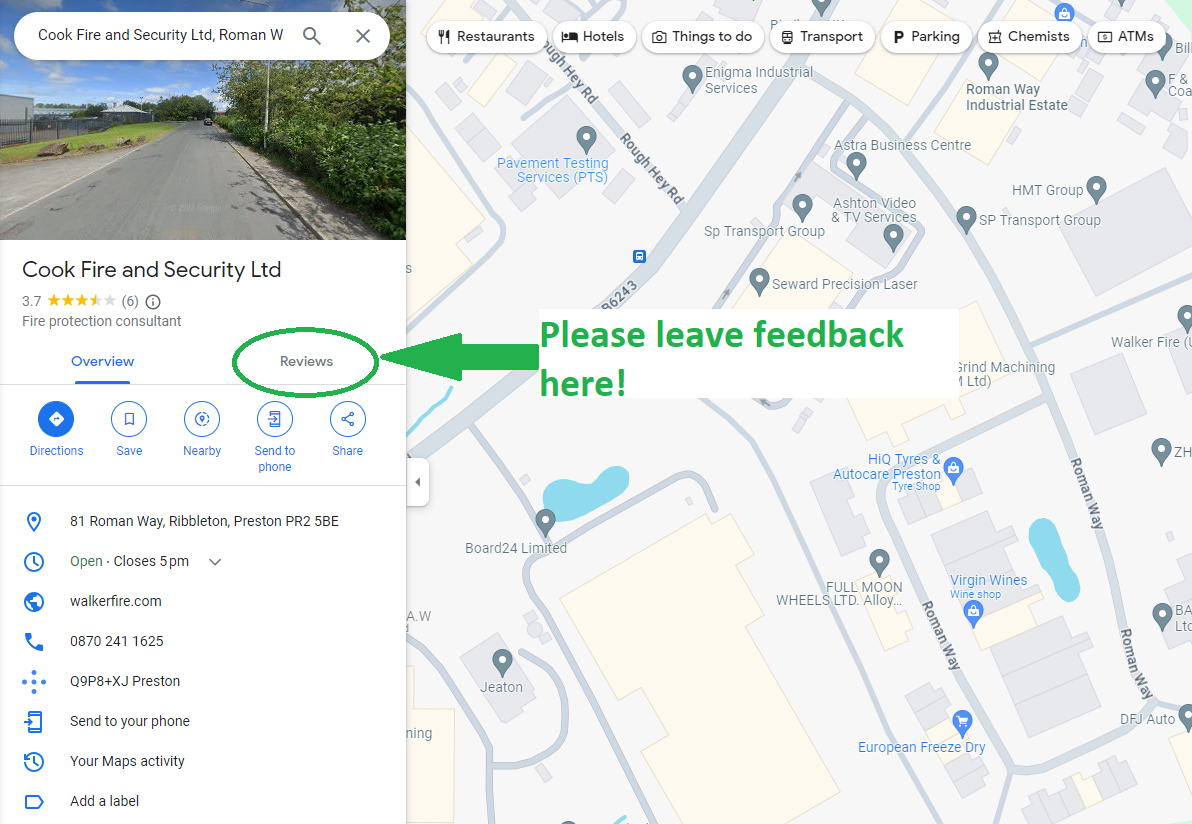 Cook Fire and Security Ltd, Roman W
Cook Fire and Security Ltd
3.7
(6)
Fire protection consultant
Overview
Reviews
Directions
Save
Nearby
Send to
phone
Share
81 Roman Way, Ribbleton, Preston PR2 5BE
Open · Closes 5 pm
walkerfire.com
0870 241 1625
Q9P8+XJ Preston
Send to your phone
Your Maps activity
Add a label
Restaurants
Hotels
Things to do
Transport
Parking
Chemists
ATMs
Please leave feedback
here!
Rough Hey Rd
Enigma Industrial
Services
Roman Way
Industrial Estate
Rough Hey Rd
Pavement Testing
Services (PTS)
Astra Business Centre
HMT Group
Ashton Video
& TV Services
SP Transport Group
Sp Transport Group
Seward Precision Laser
B6243
Walker Fire (U
Grind Machining
M Ltd)
HiQ Tyres &
Autocare Preston
Tyre Shop
Roman Way
ZH
Board24 Limited
FULL MOON
WHEELS LTD. Alloy...
Virgin Wines
Wine shop
Roman Way
Roman Way
A.W
Jeaton
ning
DFJ Auto
European Freeze Dry